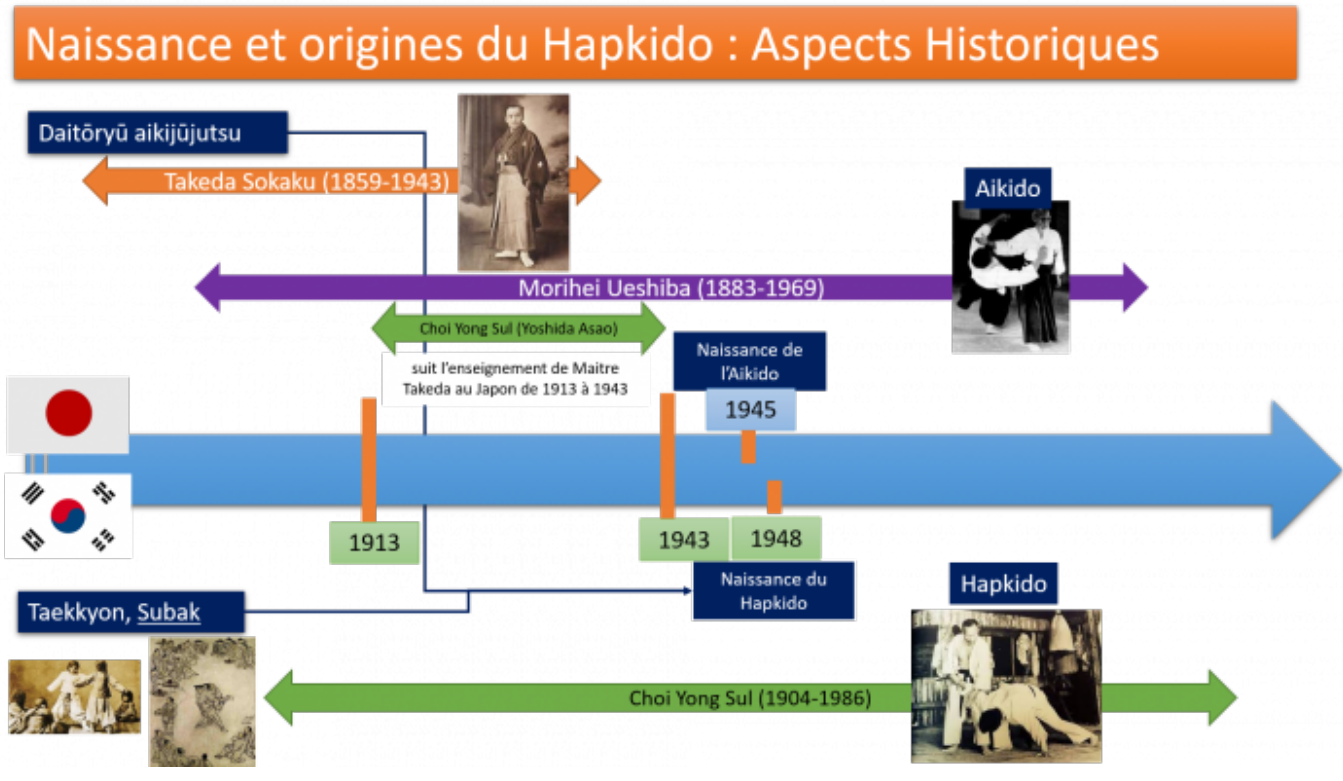 Naissance et origines du Hapkido : Aspects Historiques
Daitōryū aikijūjutsu
Takeda Sokaku (1859-1943)
Aikido
Morihei Ueshiba (1883-1969)
Choi Yong Sul (Yoshida Asao)
suit l'enseignement de Maitre
Takeda au Japon de 1913 à 1943
Naissance de
l'Aikido
1945
1913
1943
1948
Naissance du
Hapkido
Taekkyon, Subak
Hapkido
Choi Yong Sul (1904-1986)